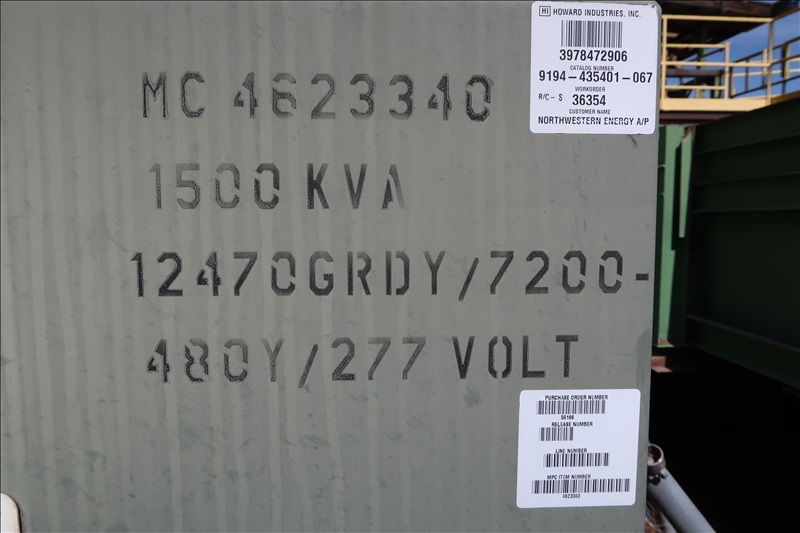 MC 4623340
1500 KVA
12470GRDY/7200-
480Y/277 VOLT
HI HOWARD INDUSTRIES, INC.
3978472906
CATALOG NUMBER
9194-435401-067
WORKORDER
R/C- S 36354
CUSTOMER NAME
NORTHWESTERN ENERGY A/P
PURCHASE ORDER NUMBER
RELEASE NUMBER
LINE NUMBER
MPC ITEM NUMBER